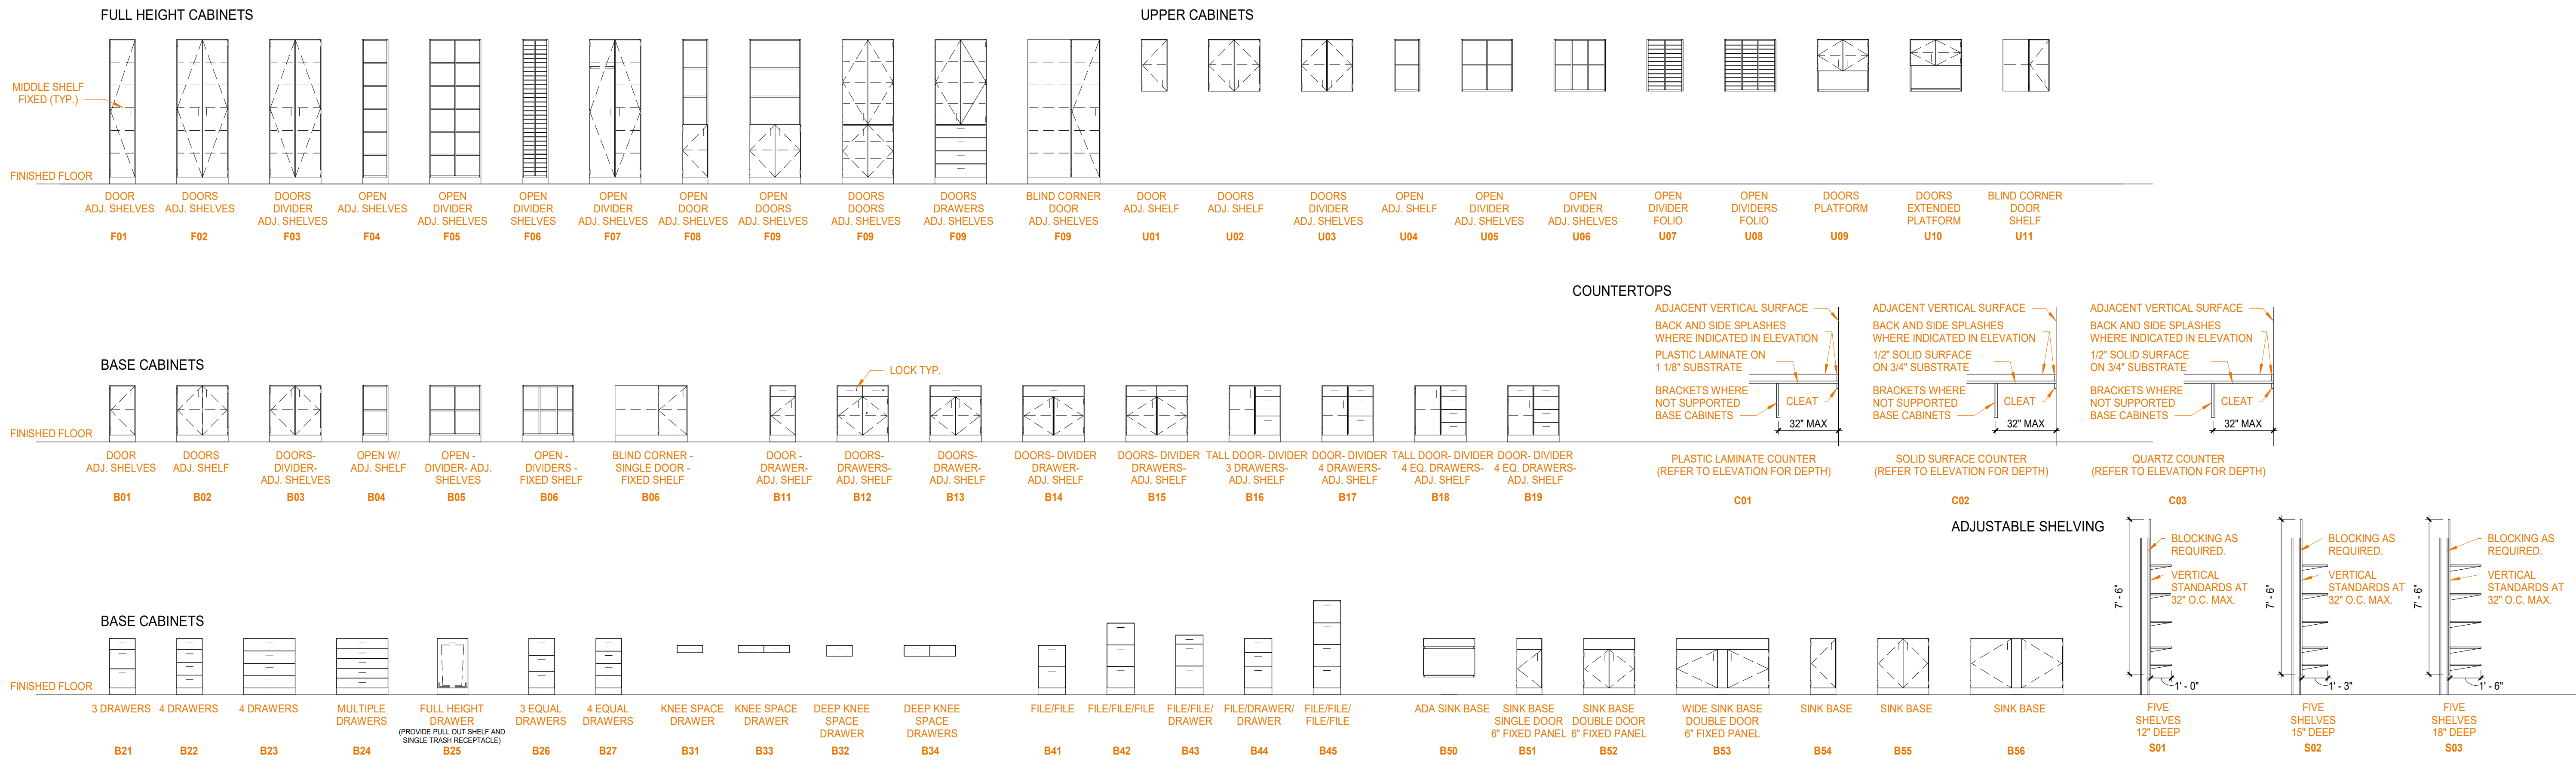 FULL HEIGHT CABINETS
UPPER CABINETS
MIDDLE SHELF
FIXED (TYP.)
FINISHED FLOOR
DOOR
ADJ. SHELVES
F01
DOORS
ADJ. SHELVES
F02
DOORS
DIVIDER
ADJ. SHELVES
F03
OPEN
ADJ. SHELVES
F04
OPEN
DIVIDER
ADJ. SHELVES
F05
OPEN
DIVIDER
SHELVES
F06
OPEN
DIVIDER
ADJ. SHELVES
F07
OPEN
DOOR
ADJ. SHELVES
F08
OPEN
DOORS
ADJ. SHELVES
F09
DOORS
DOORS
ADJ. SHELVES
F09
DOORS
DRAWERS
ADJ. SHELVES
F09
BLIND CORNER
DOOR
ADJ. SHELVES
F09
DOOR
ADJ. SHELF
U01
DOORS
ADJ. SHELF
U02
DOORS
DIVIDER
ADJ. SHELVES
U03
OPEN
ADJ. SHELF
U04
OPEN
DIVIDER
ADJ. SHELVES
U05
OPEN
DIVIDER
ADJ. SHELVES
U06
OPEN
DIVIDER
FOLIO
U07
OPEN
DIVIDERS
FOLIO
U08
DOORS
PLATFORM
U09
DOORS
EXTENDED
PLATFORM
U10
BLIND CORNER
DOOR
SHELF
U11
COUNTERTOPS
ADJACENT VERTICAL SURFACE
BACK AND SIDE SPLASHES
WHERE INDICATED IN ELEVATION
PLASTIC LAMINATE ON
1 1/8" SUBSTRATE
BRACKETS WHERE
NOT SUPPORTED
BASE CABINETS
CLEAT
32" MAX
PLASTIC LAMINATE COUNTER
(REFER TO ELEVATION FOR DEPTH)
C01
ADJACENT VERTICAL SURFACE
BACK AND SIDE SPLASHES
WHERE INDICATED IN ELEVATION
1/2" SOLID SURFACE
ON 3/4" SUBSTRATE
BRACKETS WHERE
NOT SUPPORTED
BASE CABINETS
CLEAT
32" MAX
SOLID SURFACE COUNTER
(REFER TO ELEVATION FOR DEPTH)
C02
ADJACENT VERTICAL SURFACE
BACK AND SIDE SPLASHES
WHERE INDICATED IN ELEVATION
1/2" SOLID SURFACE
ON 3/4" SUBSTRATE
BRACKETS WHERE
NOT SUPPORTED
BASE CABINETS
CLEAT
32" MAX
QUARTZ COUNTER
(REFER TO ELEVATION FOR DEPTH)
C03
BASE CABINETS
LOCK TYP.
FINISHED FLOOR
DOOR
ADJ. SHELVES
B01
DOORS
ADJ. SHELF
B02
DOORS-
DIVIDER-
ADJ. SHELVES
B03
OPEN W/
ADJ. SHELF
B04
OPEN -
DIVIDER- ADJ.
SHELVES
B05
OPEN -
DIVIDERS -
FIXED SHELF
B06
BLIND CORNER -
SINGLE DOOR -
FIXED SHELF
B06
DOOR -
DRAWER-
ADJ. SHELF
B11
DOORS-
DRAWERS-
ADJ. SHELF
B12
DOORS-
DRAWER-
ADJ. SHELF
B13
DOORS- DIVIDER
DRAWER-
ADJ. SHELF
B14
DOORS- DIVIDER
DRAWERS-
ADJ. SHELF
B15
TALL DOOR- DIVIDER
3 DRAWERS-
ADJ. SHELF
B16
DOOR- DIVIDER
4 DRAWERS-
ADJ. SHELF
B17
TALL DOOR- DIVIDER
4 EQ. DRAWERS-
ADJ. SHELF
B18
DOOR- DIVIDER
4 EQ. DRAWERS-
ADJ. SHELF
B19
ADJUSTABLE SHELVING
BASE CABINETS
FINISHED FLOOR
3 DRAWERS
B21
4 DRAWERS
B22
4 DRAWERS
B23
MULTIPLE
DRAWERS
B24
FULL HEIGHT
DRAWER
(PROVIDE PULL OUT SHELF AND
SINGLE TRASH RECEPTACLE)
B25
3 EQUAL
DRAWERS
B26
4 EQUAL
DRAWERS
B27
KNEE SPACE
DRAWER
B31
KNEE SPACE
DRAWER
B33
DEEP KNEE
SPACE
DRAWER
B32
DEEP KNEE
SPACE
DRAWERS
B34
FILE/FILE
B41
FILE/FILE/FILE
B42
FILE/FILE/
DRAWER
B43
FILE/DRAWER/
DRAWER
B44
FILE/FILE/
FILE/FILE
B45
ADA SINK BASE
B50
SINK BASE
SINGLE DOOR
6" FIXED PANEL
B51
SINK BASE
DOUBLE DOOR
6" FIXED PANEL
B52
WIDE SINK BASE
DOUBLE DOOR
6" FIXED PANEL
B53
SINK BASE
B54
SINK BASE
B55
SINK BASE
B56
7' - 6"
BLOCKING AS
REQUIRED.
VERTICAL
STANDARDS AT
32" O.C. MAX.
1' - 0"
FIVE
SHELVES
12" DEEP
S01
7' - 6"
BLOCKING AS
REQUIRED.
VERTICAL
STANDARDS AT
32" O.C. MAX.
1' - 3"
FIVE
SHELVES
15" DEEP
S02
7' - 6"
BLOCKING AS
REQUIRED.
VERTICAL
STANDARDS AT
32" O.C. MAX.
1' - 6"
FIVE
SHELVES
18" DEEP
S03